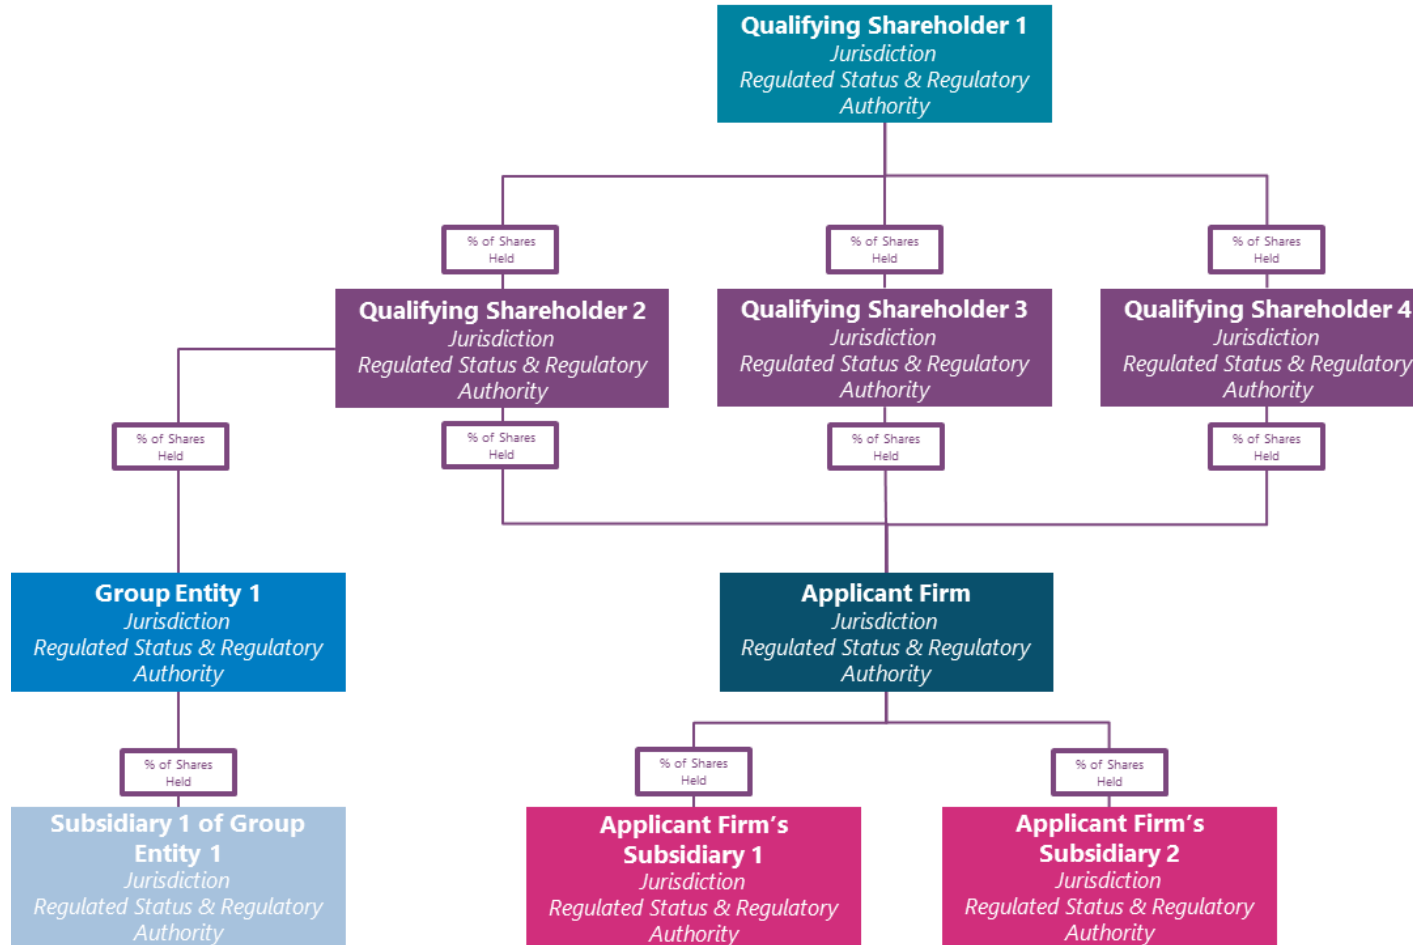 Qualifying Shareholder 1
Jurisdiction
Regulated Status & Regulatory
Authority
% of Shares
Held
% of Shares
Held
% of Shares
Held
Qualifying Shareholder 2
Jurisdiction
Regulated Status & Regulatory
Authority
Qualifying Shareholder 3
Jurisdiction
Regulated Status & Regulatory
Authority
Qualifying Shareholder 4
Jurisdiction
Regulated Status & Regulatory
Authority
% of Shares
Held
% of Shares
Held
% of Shares
Held
% of Shares
Held
Group Entity 1
Jurisdiction
Regulated Status & Regulatory
Authority
Applicant Firm
Jurisdiction
Regulated Status & Regulatory
Authority
% of Shares
Held
% of Shares
Held
% of Shares
Held
Subsidiary 1 of Group
Entity 1
Jurisdiction
Regulated Status & Regulatory
Authority
Applicant Firm’s
Subsidiary 1
Jurisdiction
Regulated Status & Regulatory
Authority
Applicant Firm’s
Subsidiary 2
Jurisdiction
Regulated Status & Regulatory
Authority